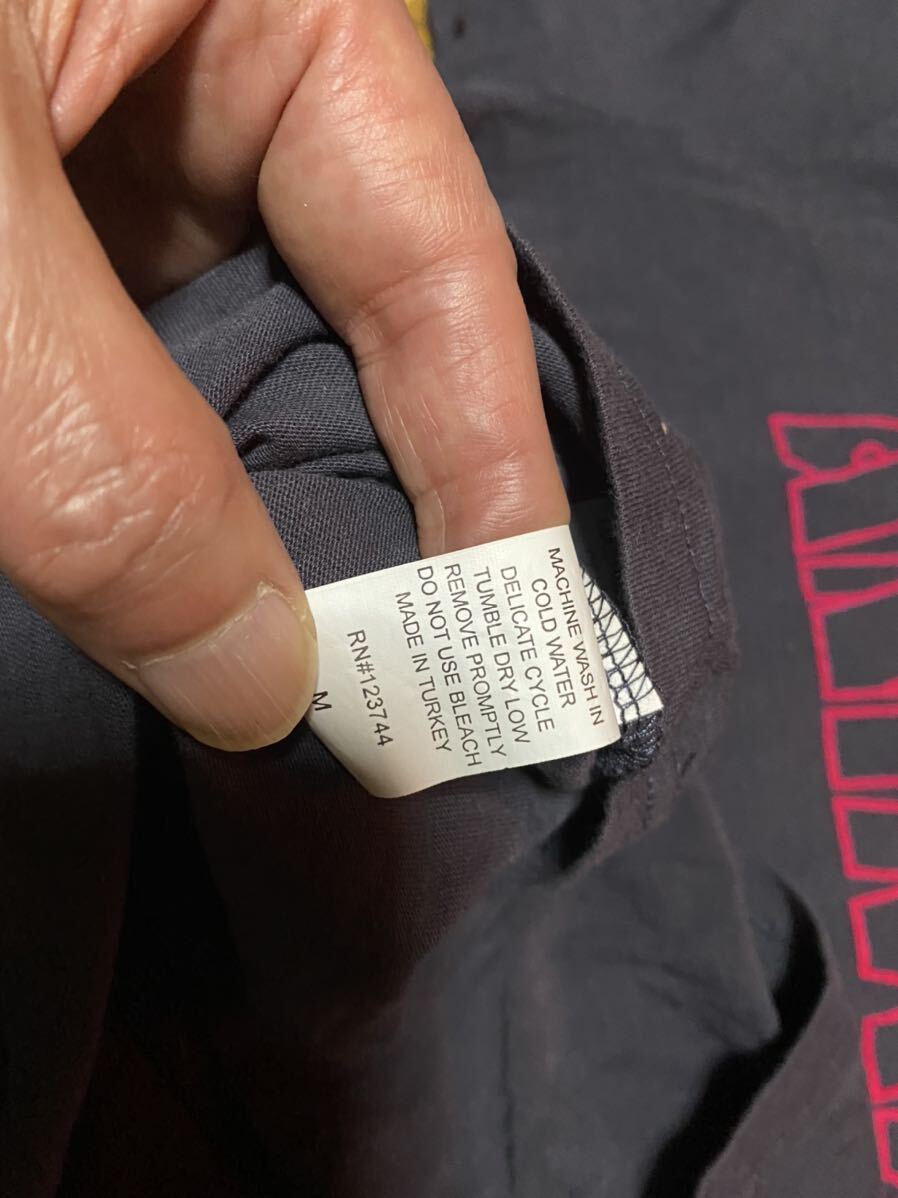 MACHINE WASH IN
COLD WATER
DELICATE CYCLE
TUMBLE DRY LOW
REMOVE PROMPTLY
DO NOT USE BLEACH
MADE IN TURKEY
RN#123744
M